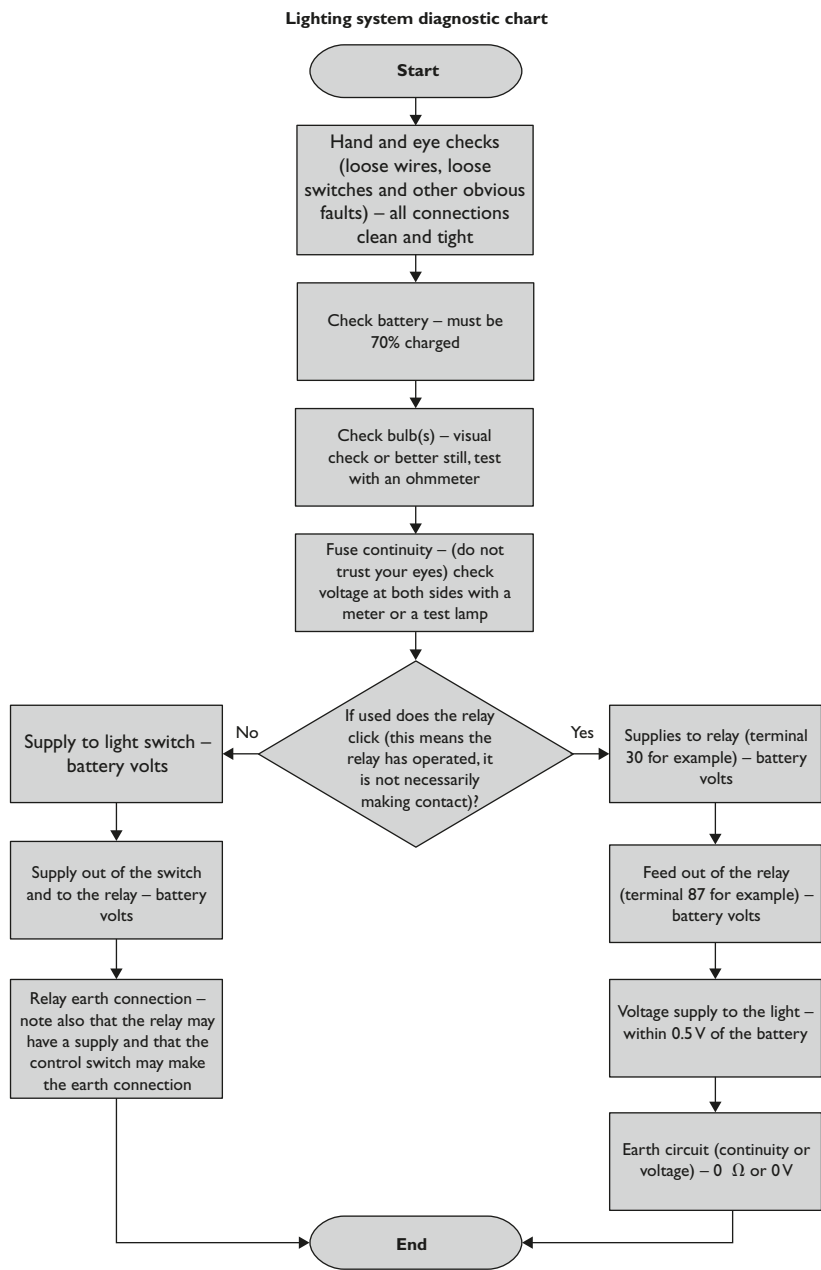 Lighting system diagnostic chart
Start
Hand and eye checks
(loose wires, loose
switches and other obvious
faults) – all connections
clean and tight
Check battery – must be
70% charged
Check bulb(s) – visual
check or better still, test
with an ohmmeter
Fuse continuity – (do not
trust your eyes) check
voltage at both sides with a
meter or a test lamp
If used does the relay
click (this means the
relay has operated, it
is not necessarily
making contact)?
No
Supply to light switch –
battery volts
Supply out of the switch
and to the relay – battery
volts
Relay earth connection –
note also that the relay may
have a supply and that the
control switch may make
the earth connection
Yes
Supplies to relay (terminal
30 for example) – battery
volts
Feed out of the relay
(terminal 87 for example) –
battery volts
Voltage supply to the light –
within 0.5 V of the battery
Earth circuit (continuity or
voltage) – 0 Ω or 0 V
End